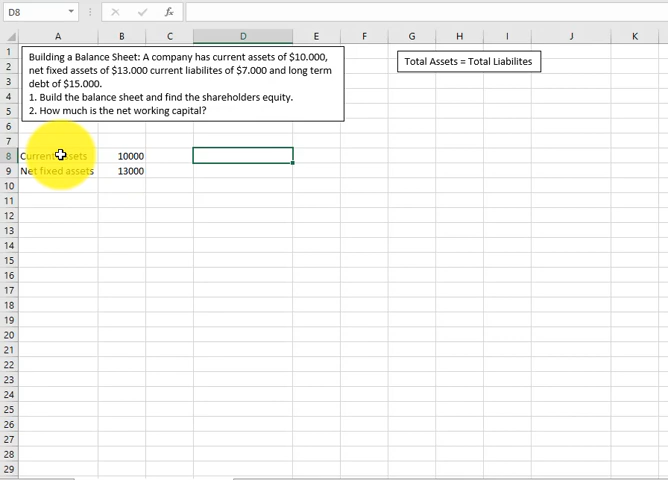 D8
fx
A B C D E F G H I J K
1
Building a Balance Sheet: A company has current assets of $10.000,
Total Assets = Total Liabilites
2
net fixed assets of $13.000 current liabilites of $7.000 and long term
3
debt of $15.000.
4
1. Build the balance sheet and find the shareholders equity.
5
2. How much is the net working capital?
6
7
8 Current assets 10000
9 Net fixed assets 13000
10
11
12
13
14
15
16
17
18
19
20
21
22
23
24
25
26
27
28
29